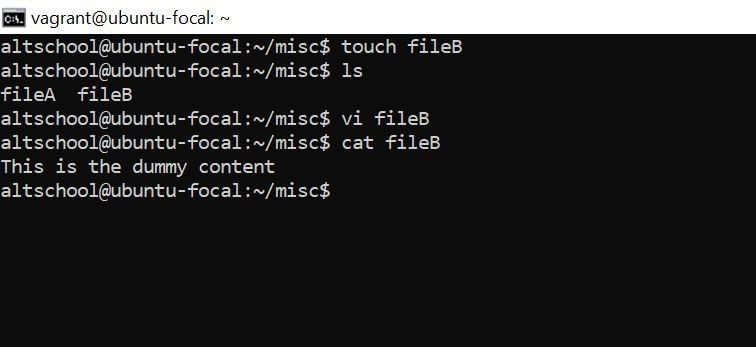 vagrant@ubuntu-focal: ~
altschool@ubuntu-focal:~/misc$ touch fileB
altschool@ubuntu-focal:~/misc$ ls
fileA  fileB
altschool@ubuntu-focal:~/misc$ vi fileB
altschool@ubuntu-focal:~/misc$ cat fileB
This is the dummy content
altschool@ubuntu-focal:~/misc$